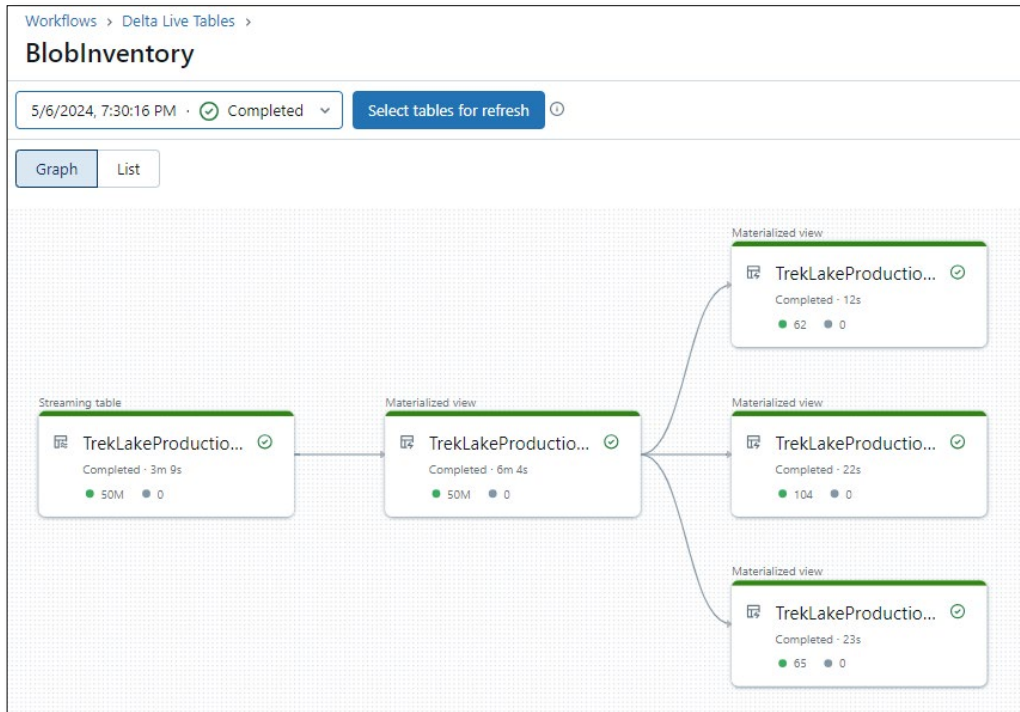 Workflows > Delta Live Tables >
BlobInventory
5/6/2024, 7:30:16 PM · Completed
Select tables for refresh
Graph List
Materialized view
TrekLakeProductio...
Completed · 12s
62 0
Streaming table
TrekLakeProductio...
Completed · 3m 9s
50M 0
Materialized view
TrekLakeProductio...
Completed · 6m 4s
50M 0
Materialized view
TrekLakeProductio...
Completed · 22s
104 0
Materialized view
TrekLakeProductio...
Completed · 23s
65 0